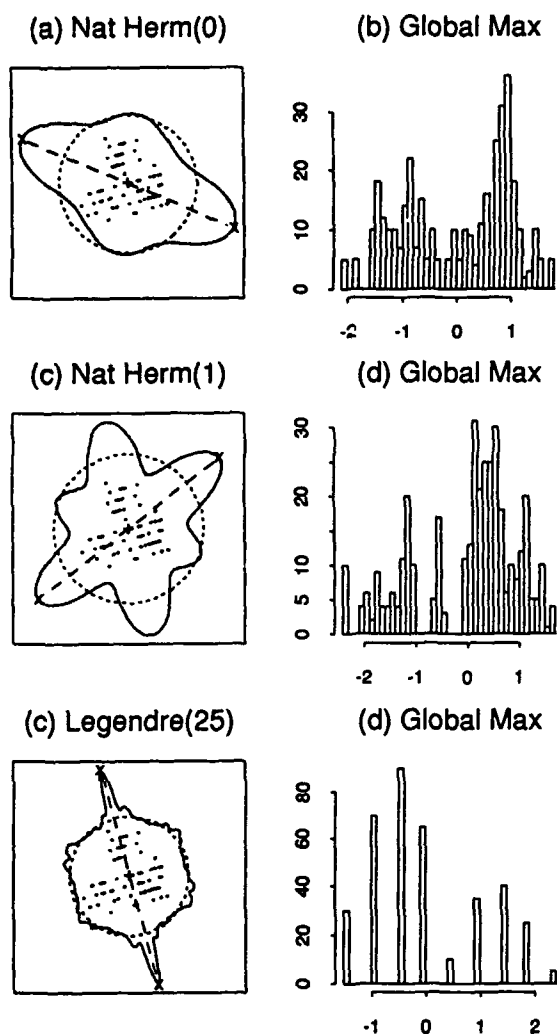 (a) Nat Herm(0)
(b) Global Max
30
20
10
0
-2 -1 0 1
(c) Nat Herm(1)
(d) Global Max
30
20
10
5
0
-2 -1 0 1
(c) Legendre(25)
(d) Global Max
80
60
40
20
0
-1 0 1 2